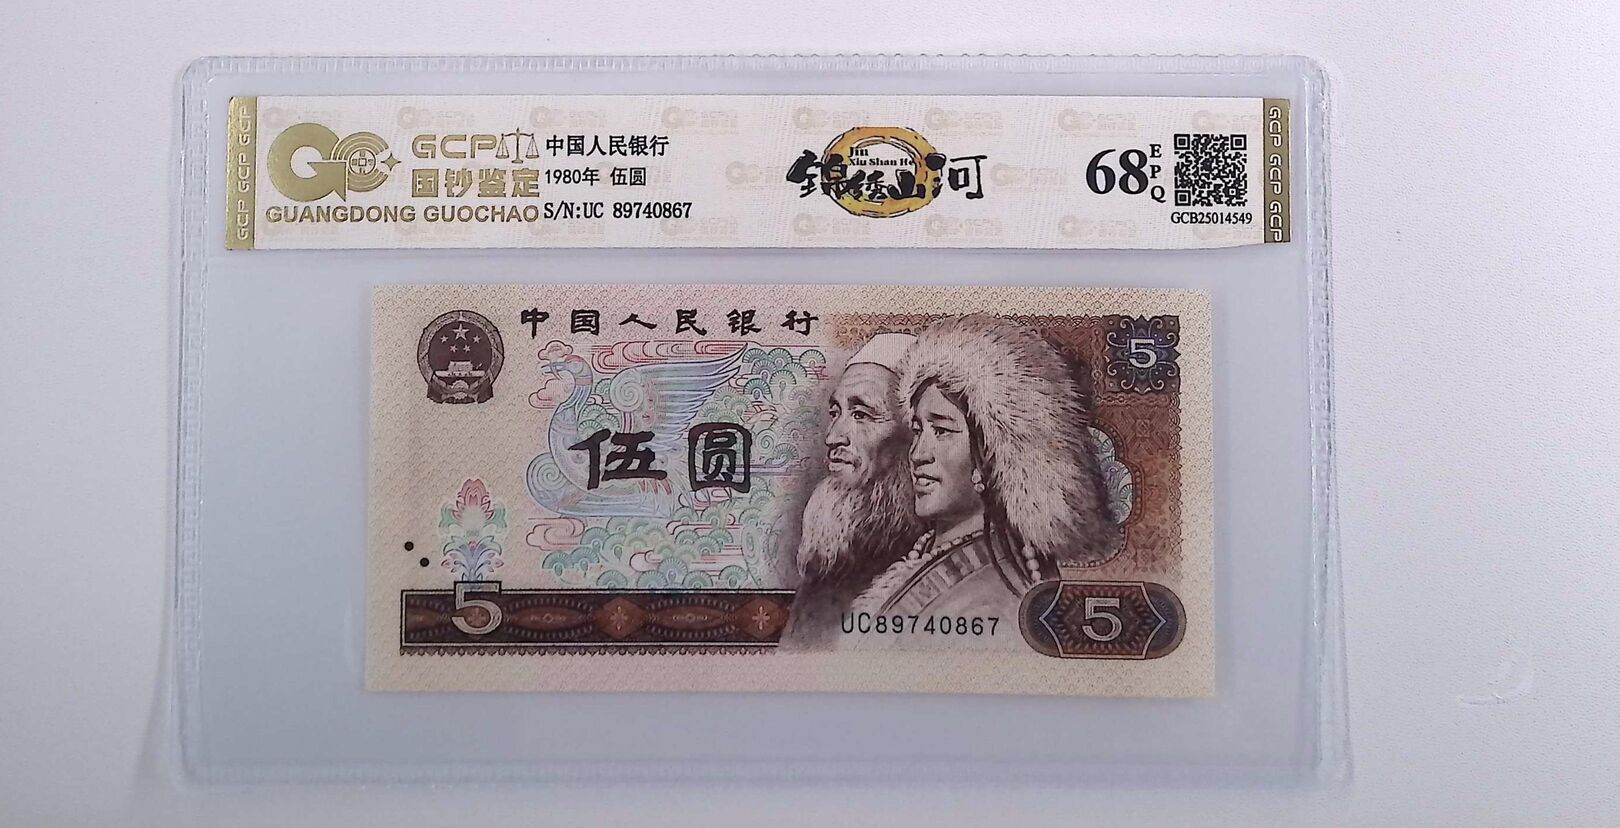 GCP GCP GCP
GCP
国钞鉴定
GUANGDONG GUOCHAO
中国人民银行
1980年 伍圆
S/N:UC 89740867
Jin
Xiu Shan He
锦绣山河
68
EPQ
GCB25014549
GCP GCP GCP
中国人民银行
5
伍圆
5
UC89740867
5